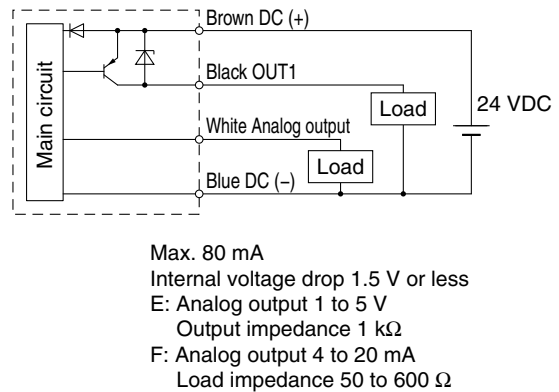 Brown DC (+)
Main circuit
Black OUT1
Load
24 VDC
White Analog output
Load
Blue DC (−)
Max. 80 mA
Internal voltage drop 1.5 V or less
E: Analog output 1 to 5 V
Output impedance 1 kΩ
F: Analog output 4 to 20 mA
Load impedance 50 to 600 Ω